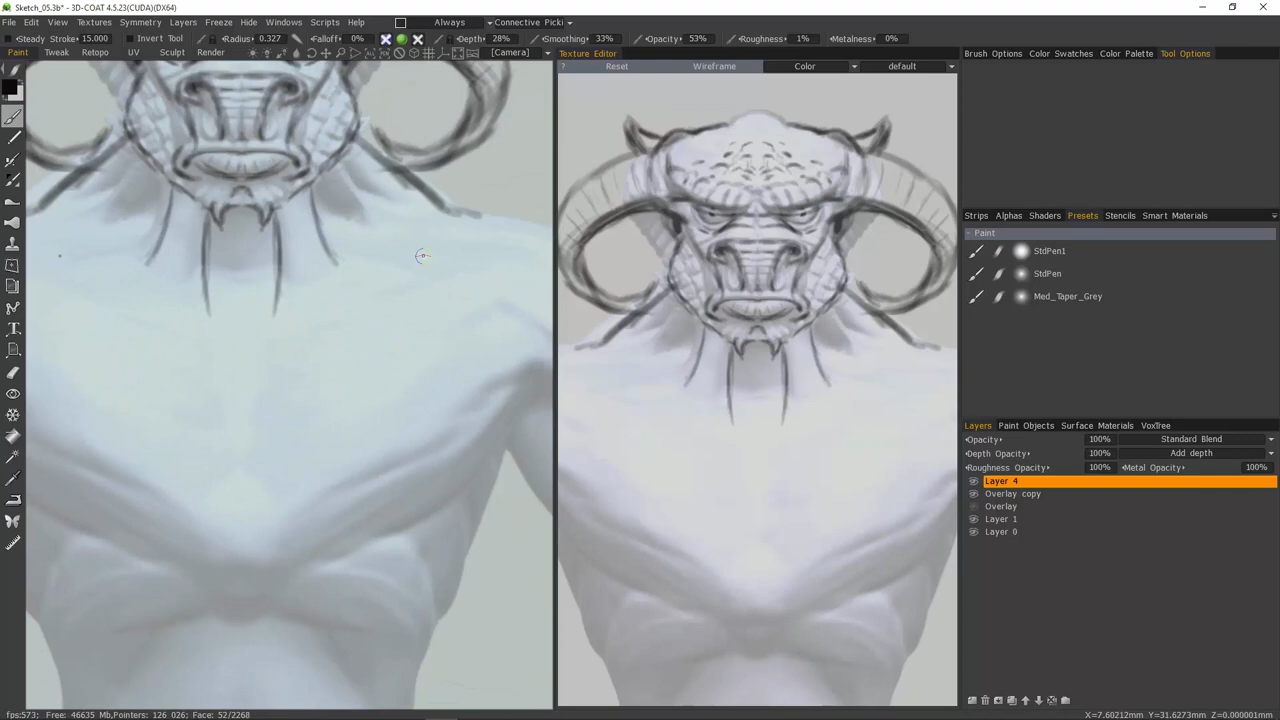 Sketch_05.3b* - 3D-COAT 4.5.23(CUDA)(DX64)
File Edit View Textures Symmetry Layers Freeze Hide Windows Scripts Help Always Connective Picki
Steady Stroke 15.000 Invert Tool Radius 0.327 Falloff 0% Depth 28% Smoothing 33% Opacity 53% Roughness 1% Metalness 0%
Paint Tweak Retopo UV Sculpt Render [Camera]
Texture Editor
? Reset Wireframe Color default
Brush Options Color Swatches Color Palette Tool Options
Strips Alphas Shaders Presets Stencils Smart Materials
- Paint
StdPen1
StdPen
Med_Taper_Grey
Layers Paint Objects Surface Materials VoxTree
Opacity 100% Standard Blend
Depth Opacity 100% Add depth
Roughness Opacity 100% Metal Opacity 100%
Layer 4
Overlay copy
Overlay
Layer 1
Layer 0
fps:573; Free: 46635 Mb,Pointers: 126 026; Face: 52/2268
X=7.60212mm Y=31.6273mm Z=0.000001mm